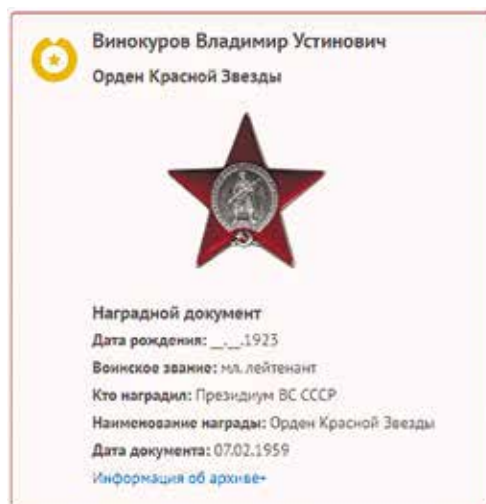 Винокуров Владимир Устинович
Орден Красной Звезды
Наградной документ
Дата рождения: __.__.1923
Воинское звание: мл. лейтенант
Кто наградил: Президиум ВС СССР
Наименование награды: Орден Красной Звезды
Дата документа: 07.02.1959
Информация об архиве+